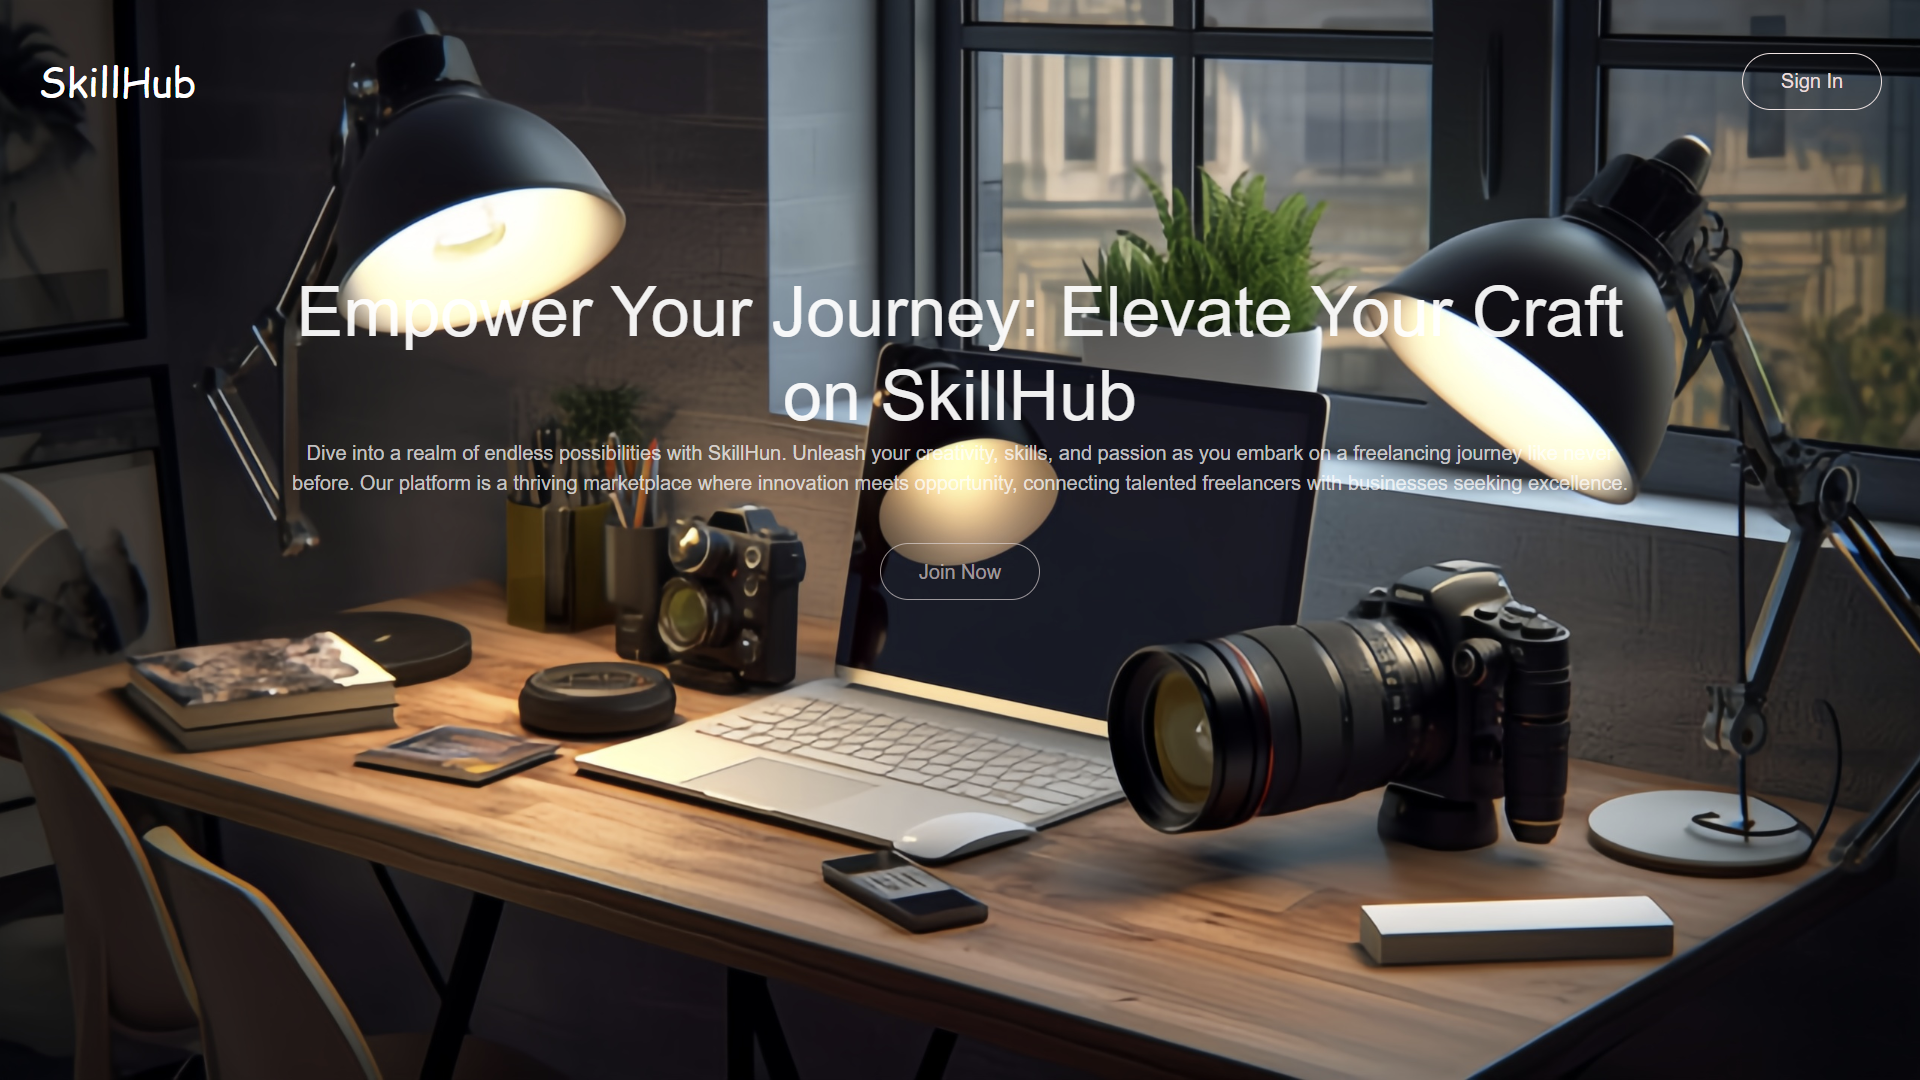 SkillHub
Sign In
Empower Your Journey: Elevate Your Craft
on SkillHub
Dive into a realm of endless possibilities with SkillHun. Unleash your creativity, skills, and passion as you embark on a freelancing journey like never
before. Our platform is a thriving marketplace where innovation meets opportunity, connecting talented freelancers with businesses seeking excellence.
Join Now